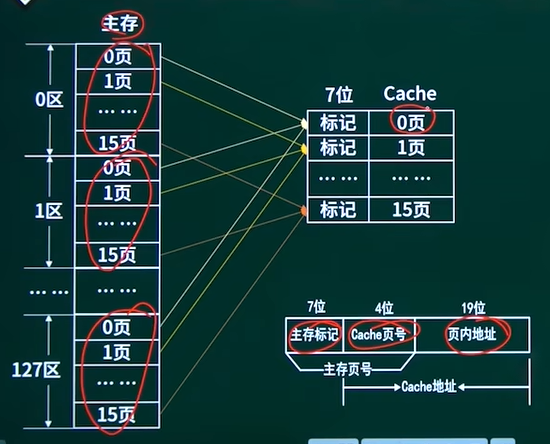 主存
0页
1页
... ...
15页
0区
0页
1页
... ...
15页
1区
... ...
... ...
0页
1页
... ...
15页
127区
7位
Cache
标记
0页
标记
1页
... ...
... ...
标记
15页
7位
4位
19位
主存标记
Cache页号
页内地址
主存页号
Cache地址